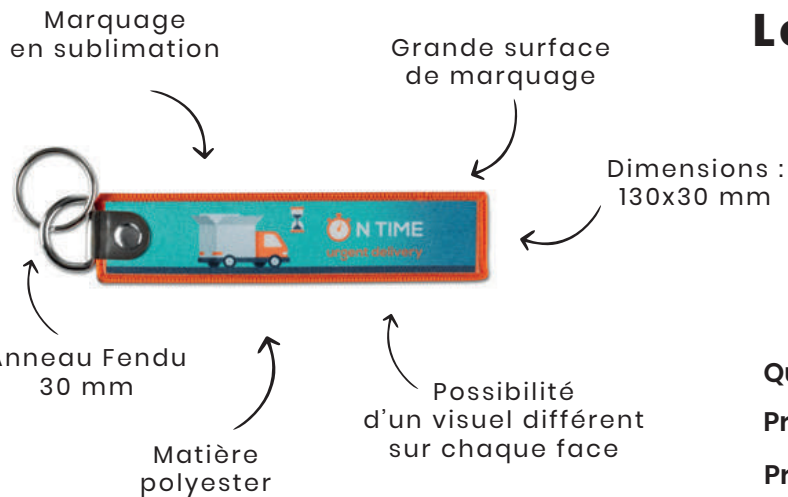 Marquage
en sublimation
Grande surface
de marquage
Dimensions :
130x30 mm
N TIME
urgent delivery
Anneau Fendu
30 mm
Possibilité
d'un visuel différent
sur chaque face
Matière
polyester